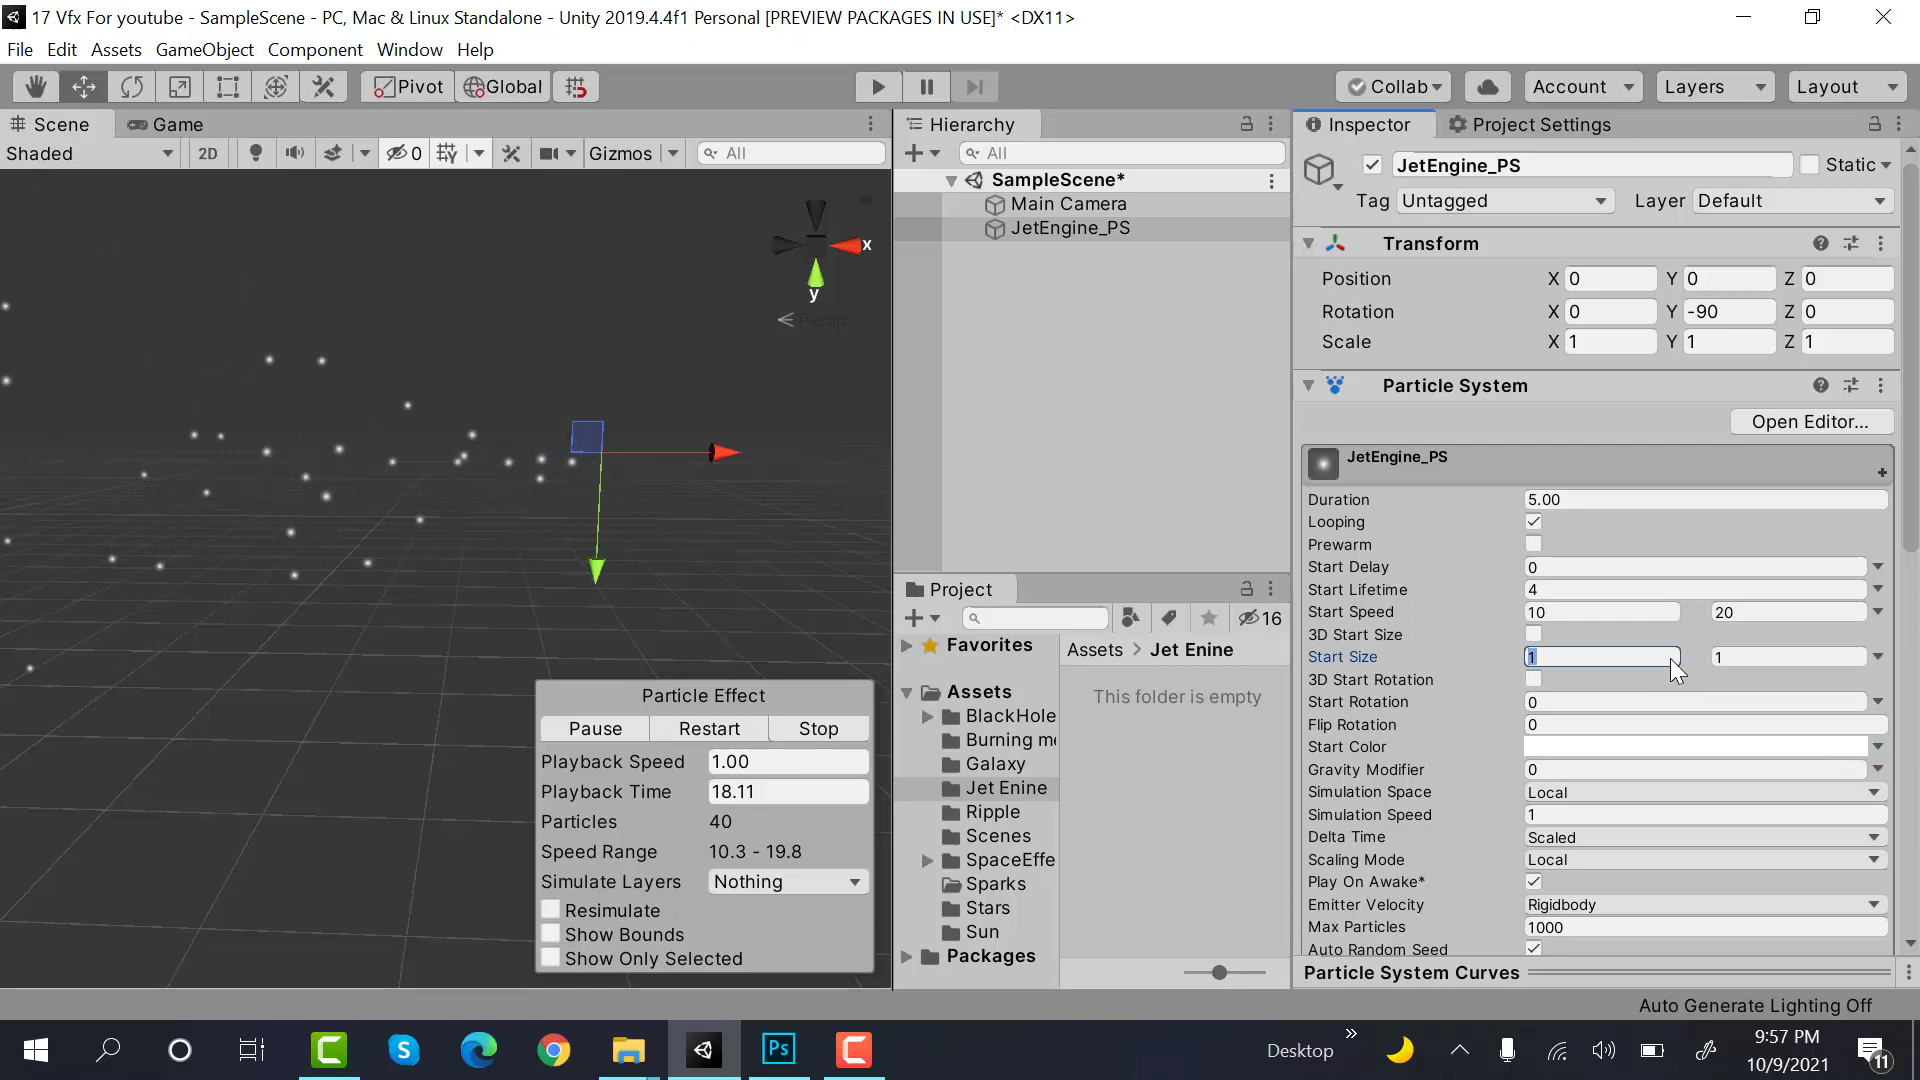 17 Vfx For youtube - SampleScene - PC, Mac & Linux Standalone - Unity 2019.4.4f1 Personal [PREVIEW PACKAGES IN USE]* <DX11>
File Edit Assets GameObject Component Window Help
Pivot Global Collab Account Layers Layout
Scene Game
Shaded 2D 0 Gizmos All
x
y
Persp
Particle Effect
Pause Restart Stop
Playback Speed 1.00
Playback Time 18.11
Particles 40
Speed Range 10.3 - 19.8
Simulate Layers Nothing
Resimulate
Show Bounds
Show Only Selected
Hierarchy
All
SampleScene*
Main Camera
JetEngine_PS
Project
16
Favorites
Assets
BlackHole
Burning m
Galaxy
Jet Enine
Ripple
Scenes
SpaceEffe
Sparks
Stars
Sun
Packages
Assets > Jet Enine
This folder is empty
Inspector Project Settings
JetEngine_PS Static
Tag Untagged Layer Default
Transform
Position X 0 Y 0 Z 0
Rotation X 0 Y -90 Z 0
Scale X 1 Y 1 Z 1
Particle System
Open Editor...
JetEngine_PS
Duration 5.00
Looping
Prewarm
Start Delay 0
Start Lifetime 4
Start Speed 10 20
3D Start Size
Start Size 1 1
3D Start Rotation
Start Rotation 0
Flip Rotation 0
Start Color
Gravity Modifier 0
Simulation Space Local
Simulation Speed 1
Delta Time Scaled
Scaling Mode Local
Play On Awake*
Emitter Velocity Rigidbody
Max Particles 1000
Auto Random Seed
Particle System Curves
Auto Generate Lighting Off
Ps
Desktop
9:57 PM
10/9/2021
11